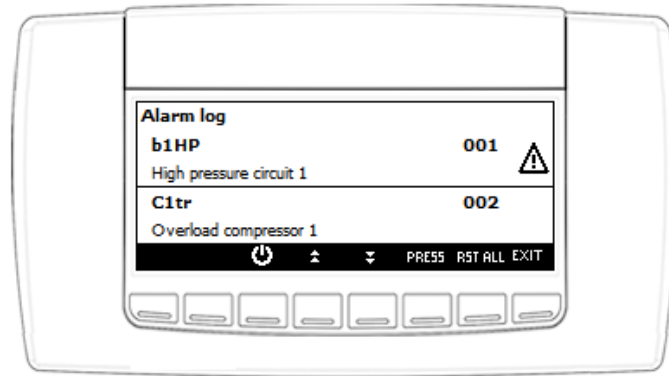 Alarm log
b1HP 001
High pressure circuit 1
C1tr 002
Overload compressor 1
PRESS RST ALL EXIT